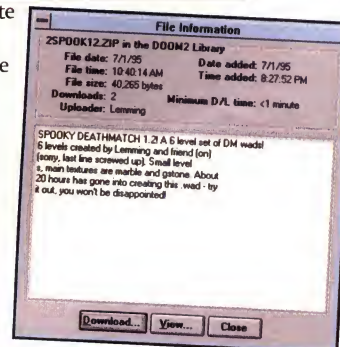 te
e
File Information
2SPOOK12.ZIP in the DOOM2 Library
File date: 7/1/95 Date added: 7/1/95
File time: 10:40:14 AM Time added: 8:27:52 PM
File size: 40,265 bytes
Downloads: 2 Minimum D/L time: <1 minute
Uploader: Lemming
SPOOKY DEATHMATCH 1.2! A 6 level set of DM wads!
6 levels created by Lemming and friend (on)
(sorry, last line screwed up). Small level
s, main textures are marble and gstone. About
20 hours has gone into creating this .wad - try
it out, you won't be disappointed!
Download... View... Close